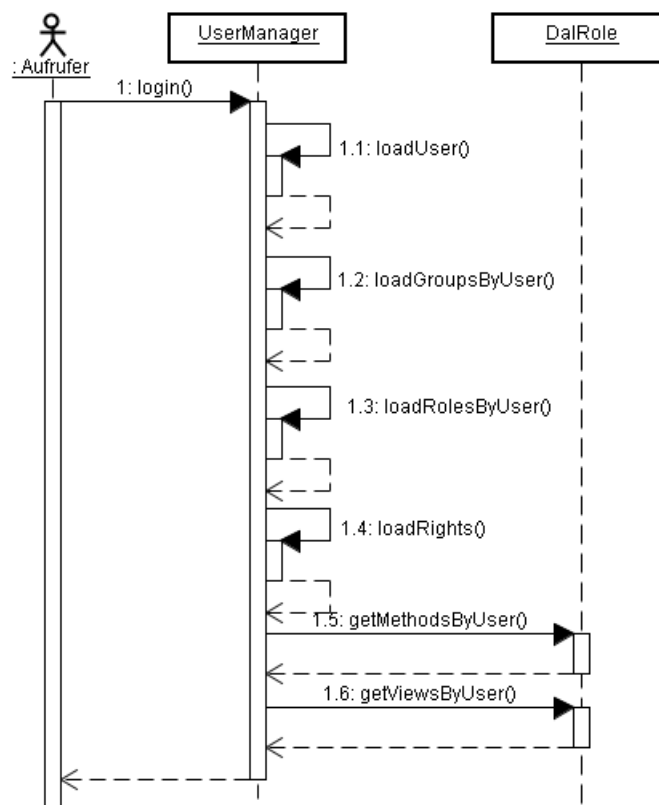 UserManager
DalRole
: Aufrufer
1: login()
1.1: loadUser()
1.2: loadGroupsByUser()
1.3: loadRolesByUser()
1.4: loadRights()
1.5: getMethodsByUser()
1.6: getViewsByUser()